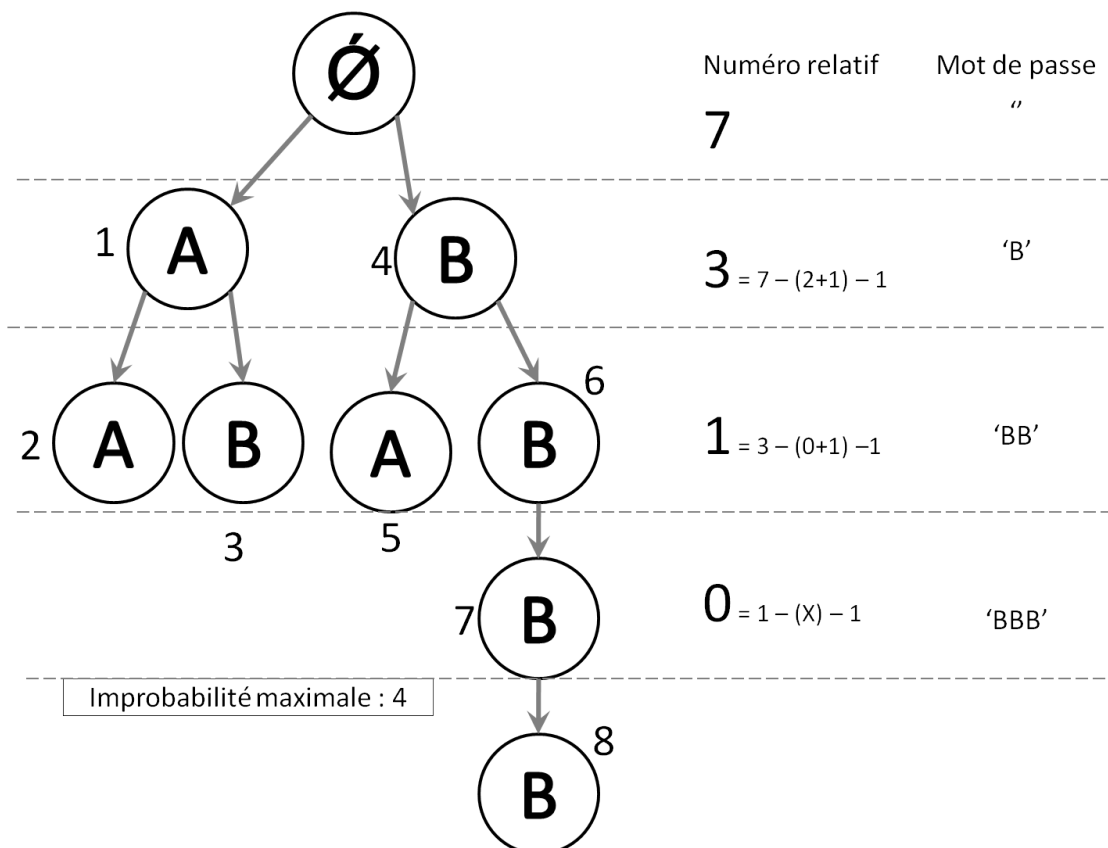 Ǿ
Numéro relatif Mot de passe
7 ‘’
1 A 4 B 3 = 7 – (2+1) – 1 ‘B’
2 A B A B 6 1 = 3 – (0+1) –1 ‘BB’
3 5
7 B 0 = 1 – (X) – 1 ‘BBB’
Improbabilité maximale : 4
B 8